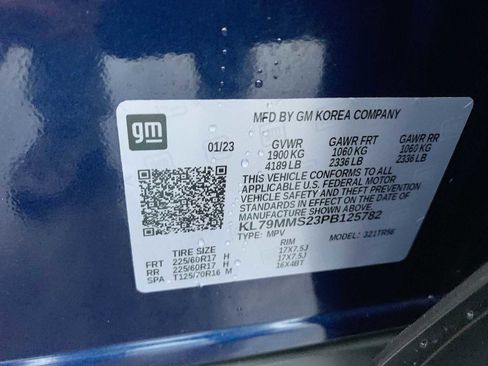 gm
MFD BY GM KOREA COMPANY
01/23 GVWR GAWR FRT GAWR RR
1900 KG 1060 KG 1060 KG
4189 LB 2336 LB 2336 LB
THIS VEHICLE CONFORMS TO ALL
APPLICABLE U.S. FEDERAL MOTOR
VEHICLE SAFETY AND THEFT PREVENTION
STANDARDS IN EFFECT ON THE DATE OF
MANUFACTURE SHOWN ABOVE.
KL79MMS23PB125782
TYPE: MPV MODEL: 321TR56
TIRE SIZE RIM
FRT 225/60R17 H 17X7.5J
RR 225/60R17 H 17X7.5J
SPA T125/70R16 M 16X4BT